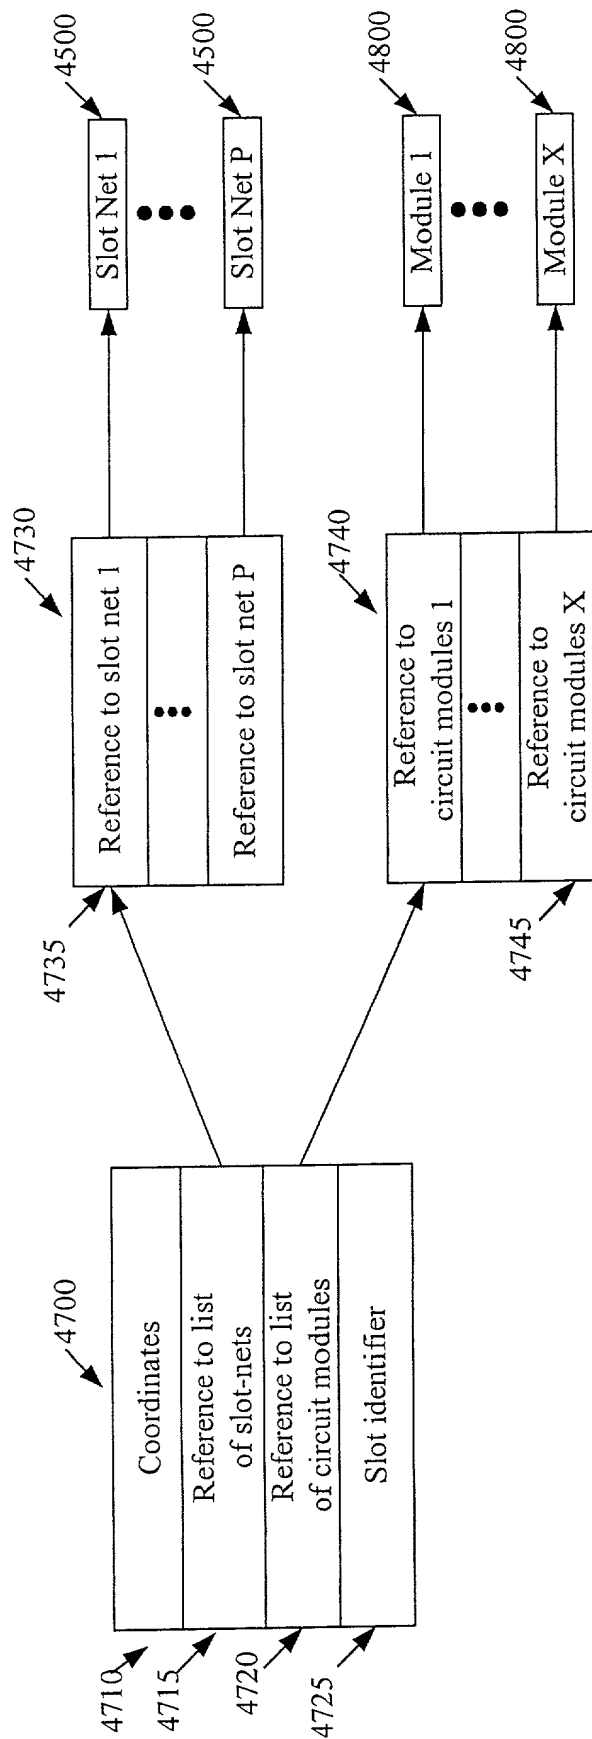 4700
4710
Coordinates
4715
Reference to list
of slot-nets
4720
Reference to list
of circuit modules
4725
Slot identifier
4730
4735
Reference to slot net 1
Reference to slot net P
4740
Reference to
circuit modules 1
4745
Reference to
circuit modules X
4500
Slot Net 1
4500
Slot Net P
4800
Module 1
4800
Module X